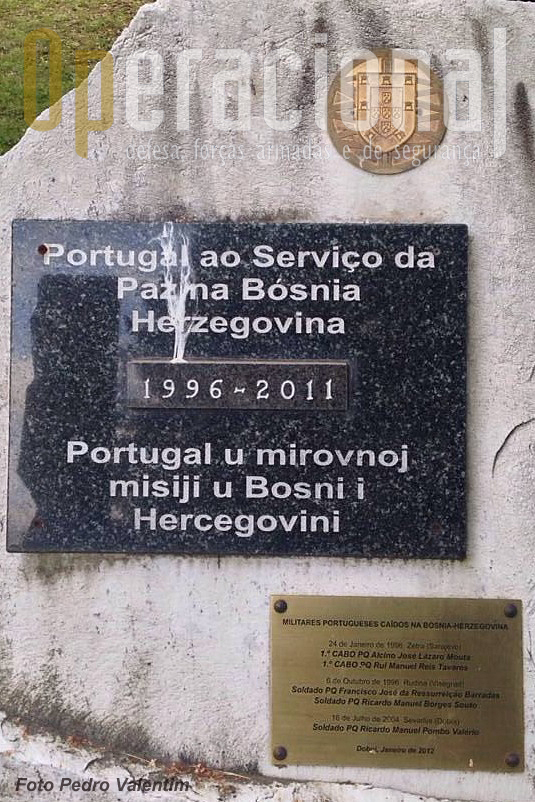 Operacional
defesa, forças armadas e de segurança
Portugal ao Serviço da
Paz na Bósnia
Herzegovina
1996-2011
Portugal u mirovnoj
misiji u Bosni i
Hercegovini
MILITARES PORTUGUESES CAÍDOS NA BOSNIA-HERZEGOVINA
24 de Janeiro de 1996 Zetra (Sarajevo)
1.º CABO PQ Alcino José Lázaro Mouta
1.º CABO PQ Rui Manuel Reis Tavares
6 de Outubro de 1996 Rudina (Visegrad)
Soldado PQ Francisco José da Ressurreição Barradas
Soldado PQ Ricardo Manuel Borges Souto
16 de Julho de 2004 (Doboj)
Soldado PQ Ricardo Manuel Pombo Valério
Doboj, Janeiro de 2012
Foto Pedro Valentim